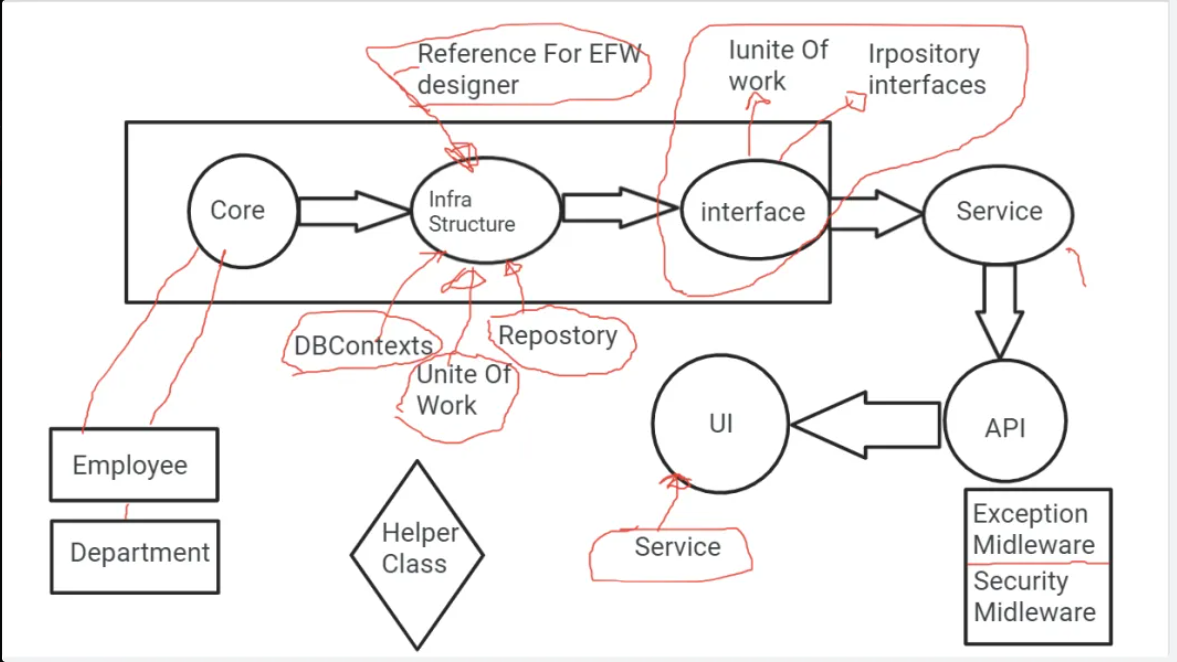 Reference For EFW
designer
Iunite Of
work
Irpository
interfaces
Core
Infra
Structure
interface
Service
DBContexts
Repostory
Unite Of
Work
UI
API
Employee
Department
Helper
Class
Service
Exception
Midleware
Security
Midleware